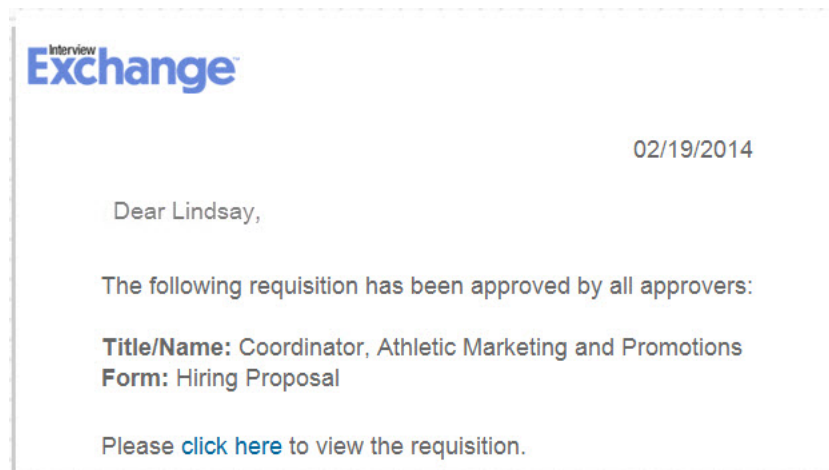 Interview
Exchange™
02/19/2014
Dear Lindsay,
The following requisition has been approved by all approvers:
Title/Name: Coordinator, Athletic Marketing and Promotions
Form: Hiring Proposal
Please click here to view the requisition.